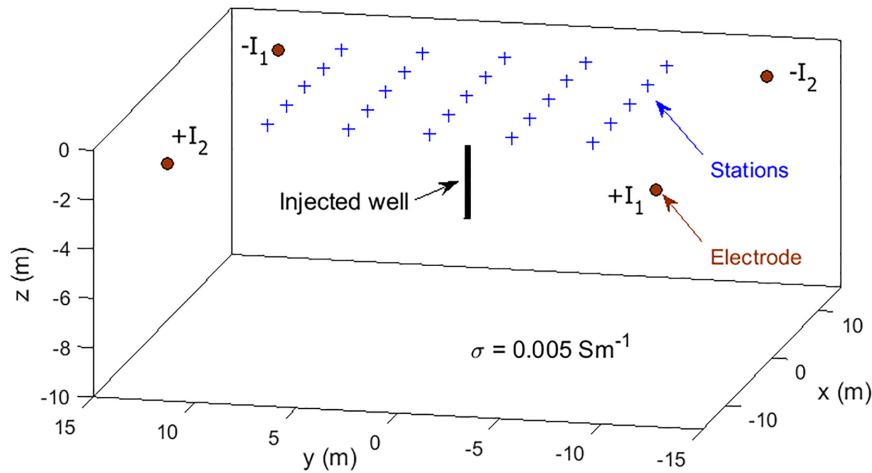 -I1
-I2
+I2
0
Stations
Injected well
+I1
-2
-4
Electrode
z (m)
-6
10
σ = 0.005 Sm-1
-8
0
x (m)
-10
-10
15
10
5
0
-5
-10
-15
y (m)